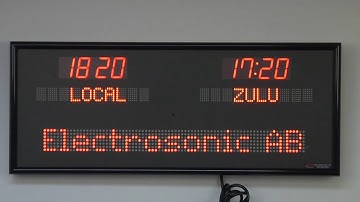 18 20 17:20
LOCAL ZULU
Electrosonic AB